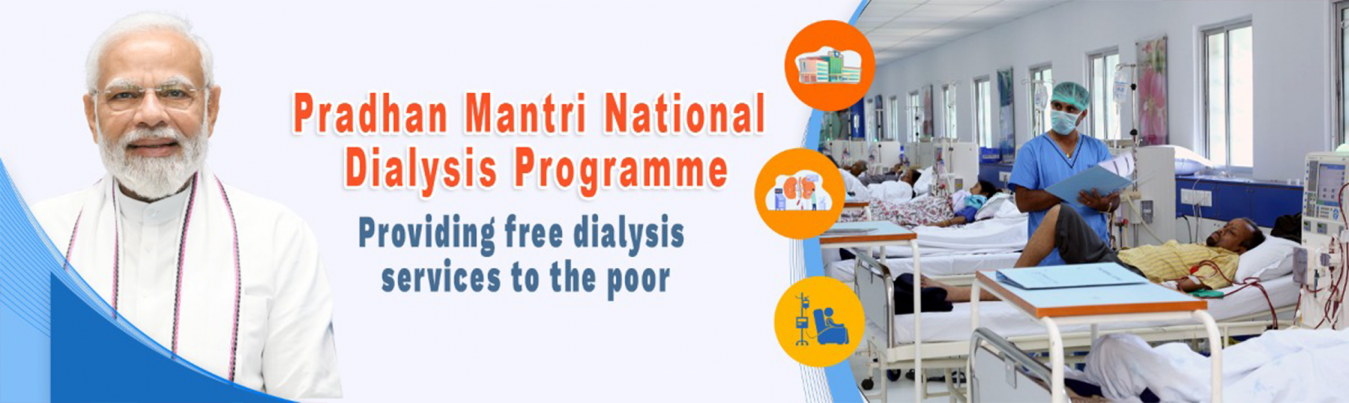 Pradhan Mantri National
Dialysis Programme
Providing free dialysis
services to the poor